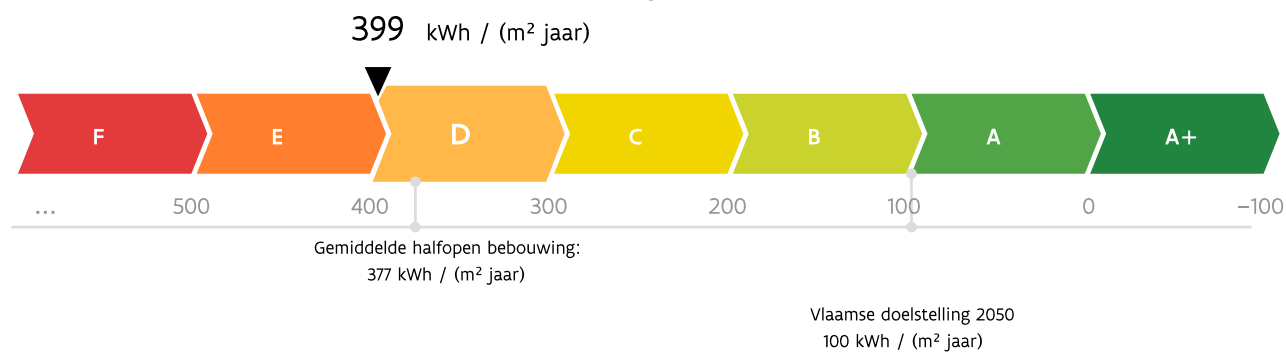 399 kWh / (m² jaar)
F E D C B A A+
... 500 400 300 200 100 0 −100
Gemiddelde halfopen bebouwing:
377 kWh / (m² jaar)
Vlaamse doelstelling 2050
100 kWh / (m² jaar)